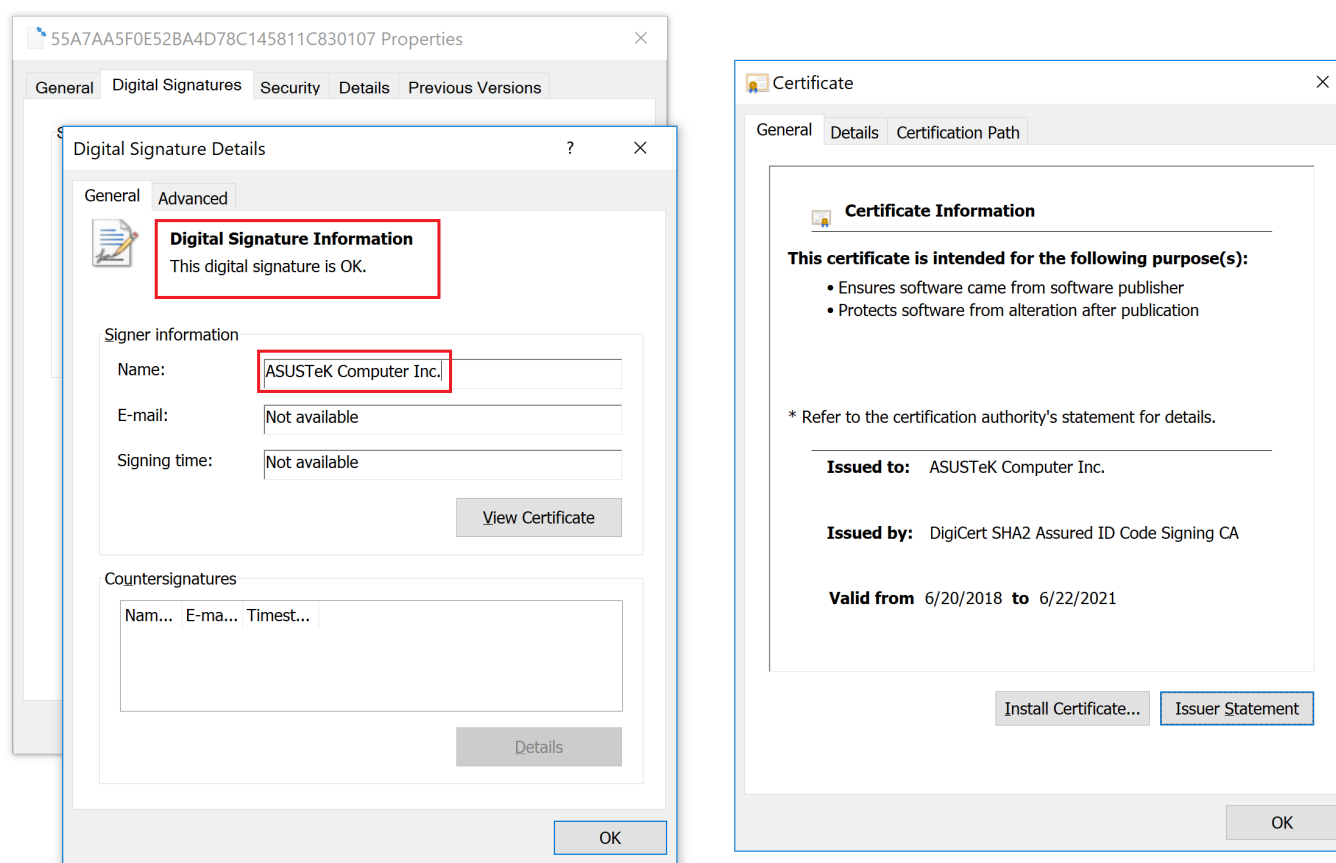 55A7AA5F0E52BA4D78C145811C830107 Properties
General Digital Signatures Security Details Previous Versions
Digital Signature Details
?
General Advanced
Digital Signature Information
This digital signature is OK.
Signer information
Name: ASUSTeK Computer Inc.
E-mail: Not available
Signing time: Not available
View Certificate
Countersignatures
Nam... E-ma... Timest...
Details
OK
Certificate
General Details Certification Path
Certificate Information
This certificate is intended for the following purpose(s):
• Ensures software came from software publisher
• Protects software from alteration after publication
* Refer to the certification authority's statement for details.
Issued to: ASUSTeK Computer Inc.
Issued by: DigiCert SHA2 Assured ID Code Signing CA
Valid from 6/20/2018 to 6/22/2021
Install Certificate... Issuer Statement
OK